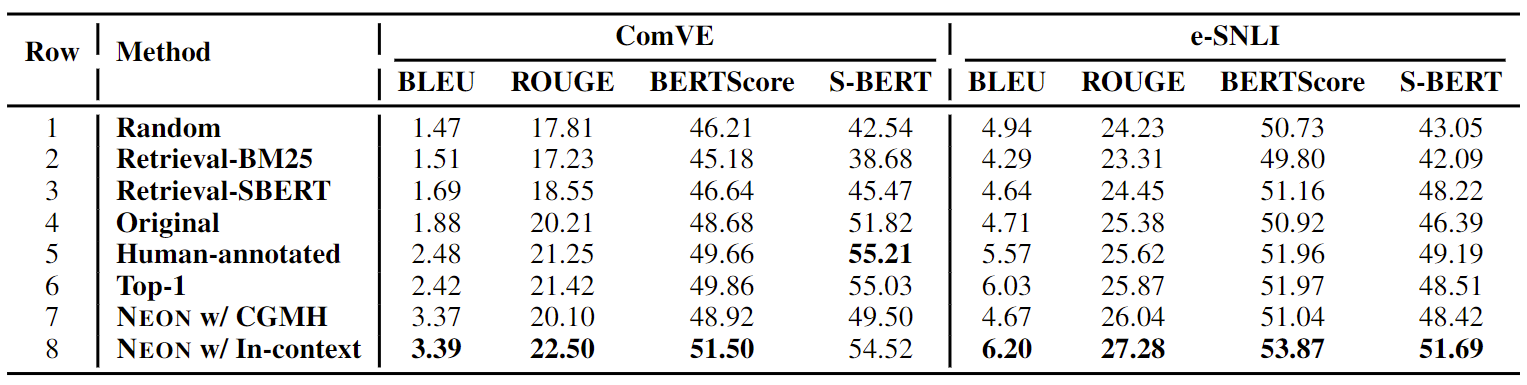 Row Method ComVE e-SNLI
BLEU ROUGE BERTScore S-BERT BLEU ROUGE BERTScore S-BERT
1 Random 1.47 17.81 46.21 42.54 4.94 24.23 50.73 43.05
2 Retrieval-BM25 1.51 17.23 45.18 38.68 4.29 23.31 49.80 42.09
3 Retrieval-SBERT 1.69 18.55 46.64 45.47 4.64 24.45 51.16 48.22
4 Original 1.88 20.21 48.68 51.82 4.71 25.38 50.92 46.39
5 Human-annotated 2.48 21.25 49.66 55.21 5.57 25.62 51.96 49.19
6 Top-1 2.42 21.42 49.86 55.03 6.03 25.87 51.97 48.51
7 NEON w/ CGMH 3.37 20.10 48.92 49.50 4.67 26.04 51.04 48.42
8 NEON w/ In-context 3.39 22.50 51.50 54.52 6.20 27.28 53.87 51.69